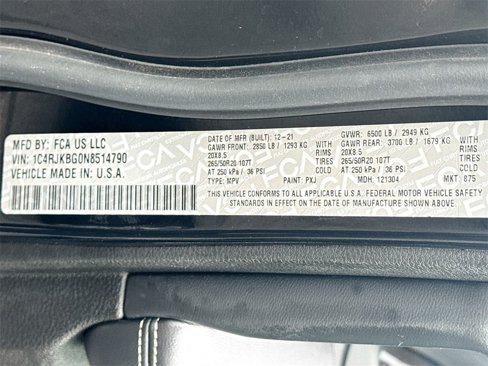 MFD BY: FCA US LLC
VIN: 1C4RJKBG0N8514790
VEHICLE MADE IN: U.S.A.
DATE OF MFR (BUILT): 12-21
GAWR FRONT: 2850 LB / 1293 KG WITH
20X8.5 RIMS
265/50R20 107T TIRES
AT 250 kPa / 36 PSI COLD
TYPE: MPV PAINT: PXJ
GVWR: 6500 LB / 2949 KG
GAWR REAR: 3700 LB / 1679 KG WITH
20X8.5 RIMS
265/50R20 107T TIRES
AT 250 kPa / 36 PSI COLD
MDH: 121304 MKT: 875
THIS VEHICLE CONFORMS TO ALL APPLICABLE U.S.A. FEDERAL MOTOR VEHICLE SAFETY
STANDARDS IN EFFECT ON THE DATE OF MANUFACTURE SHOWN ABOVE.